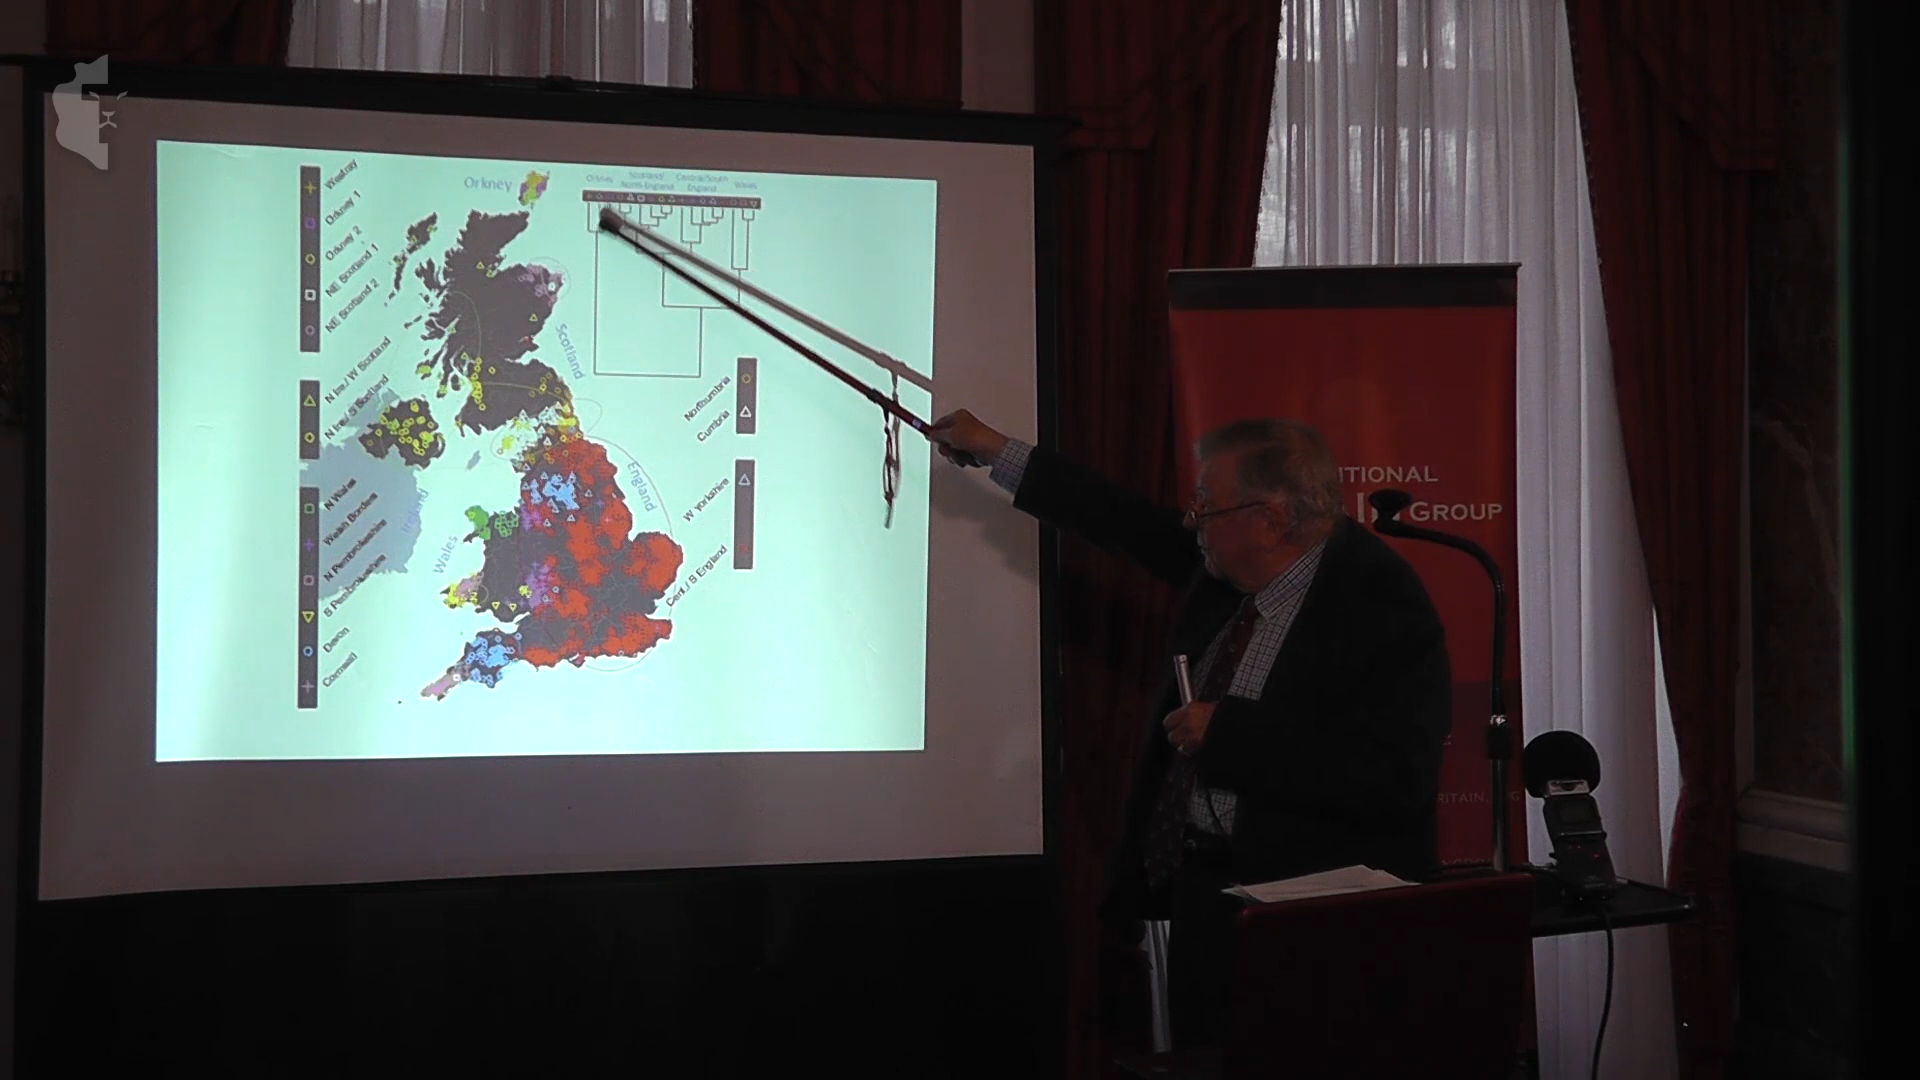 Orkney
Orkney
Scotland/
North England
Central/South
England
Wales
Westray
Orkney 1
Orkney 2
NE Scotland 1
NE Scotland 2
N Ire / W Scotland
N Ire / S Scotland
N Wales
Welsh Borders
N Pembrokeshire
S Pembrokeshire
Devon
Cornwall
Scotland
England
Ireland
Wales
Northumbria
Cumbria
W Yorkshire
Cent / S England
ITIONAL
GROUP
RITAIN.